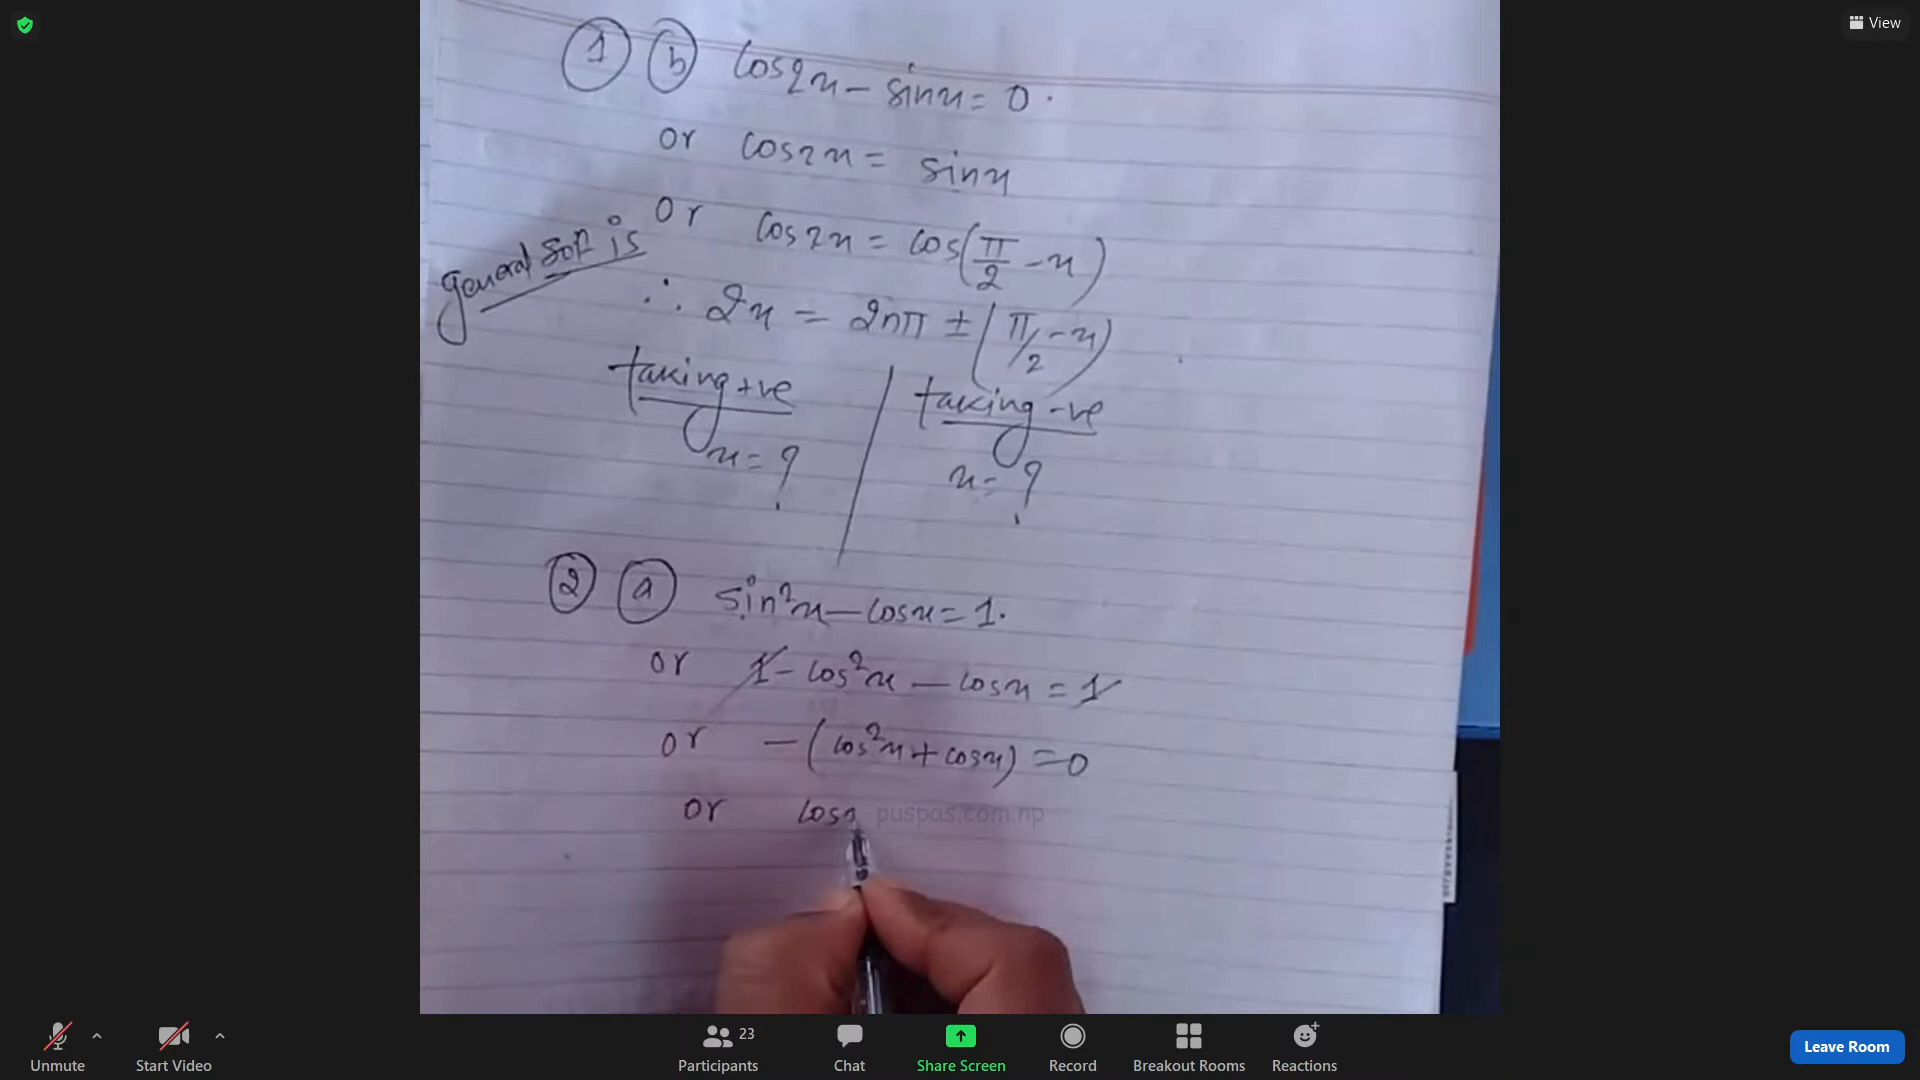 View
1 b cos2x - sinx = 0.
or cos2x = sinx
or cos2x = cos(π/2 - x)
general solⁿ is
∴ 2x = 2nπ ± (π/2 - x)
taking +ve taking -ve
x = ? x = ?
2 a sin²x - cosx = 1.
or 1 - cos²x - cosx = 1
or - (cos²x + cosx) = 0
or cosx
puspas.com.np
Unmute Start Video Participants 23 Chat Share Screen Record Breakout Rooms Reactions Leave Room